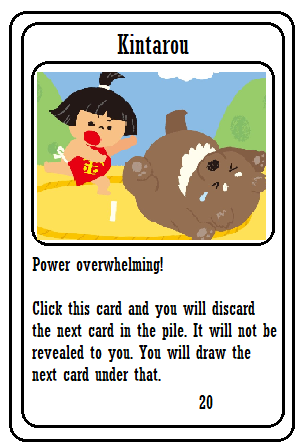 Kintarou
金
Power overwhelming!
Click this card and you will discard
the next card in the pile. It will not be
revealed to you. You will draw the
next card under that.
20